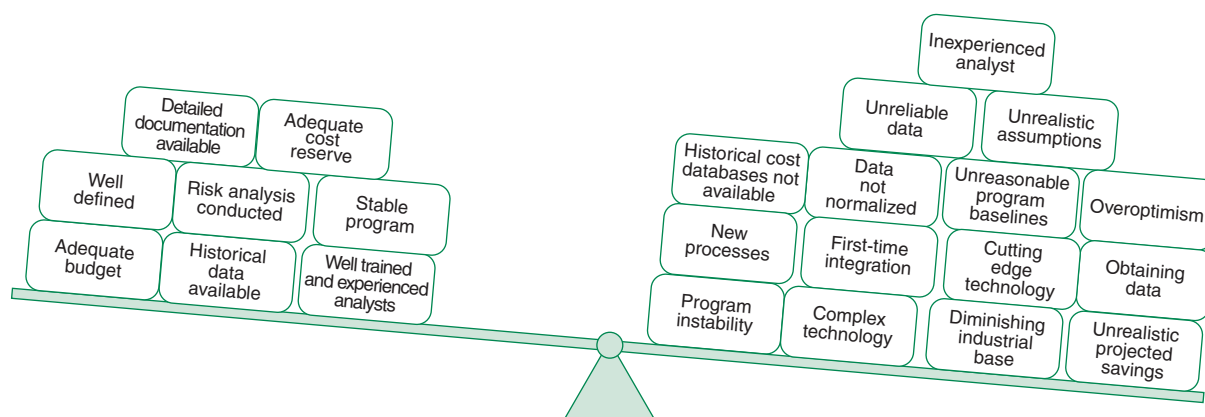 Detailed
documentation
available
Adequate
cost
reserve
Well
defined
Risk analysis
conducted
Stable
program
Adequate
budget
Historical
data
available
Well trained
and experienced
analysts
Inexperienced
analyst
Unreliable
data
Unrealistic
assumptions
Historical cost
databases not
available
Data
not
normalized
Unreasonable
program
baselines
Overoptimism
New
processes
First-time
integration
Cutting
edge
technology
Obtaining
data
Program
instability
Complex
technology
Diminishing
industrial
base
Unrealistic
projected
savings